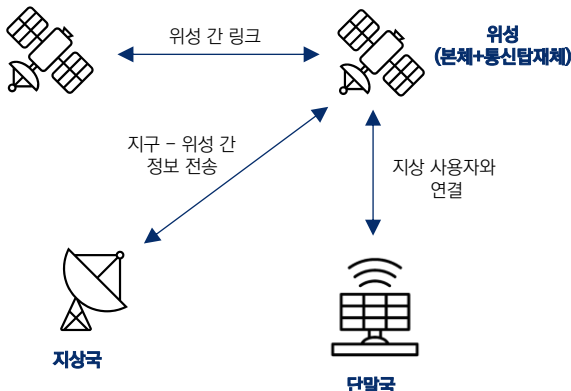 위성 간 링크
위성
(본체+통신탑재체)
지구 - 위성 간
정보 전송
지상 사용자와
연결
지상국
단말국